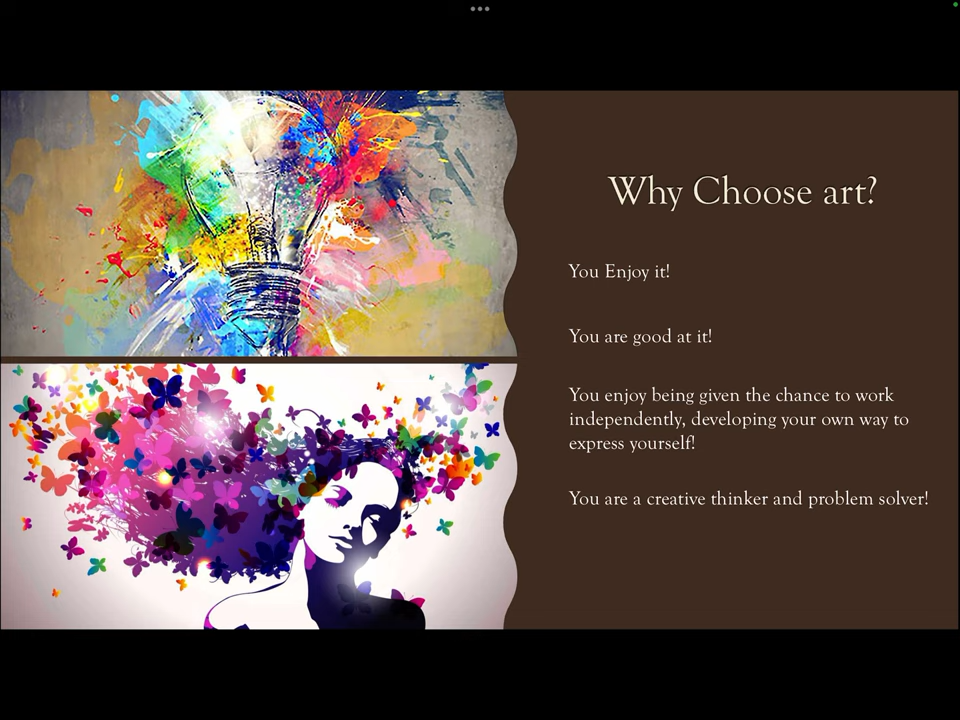 Why Choose art?
You Enjoy it!
You are good at it!
You enjoy being given the chance to work
independently, developing your own way to
express yourself!
You are a creative thinker and problem solver!